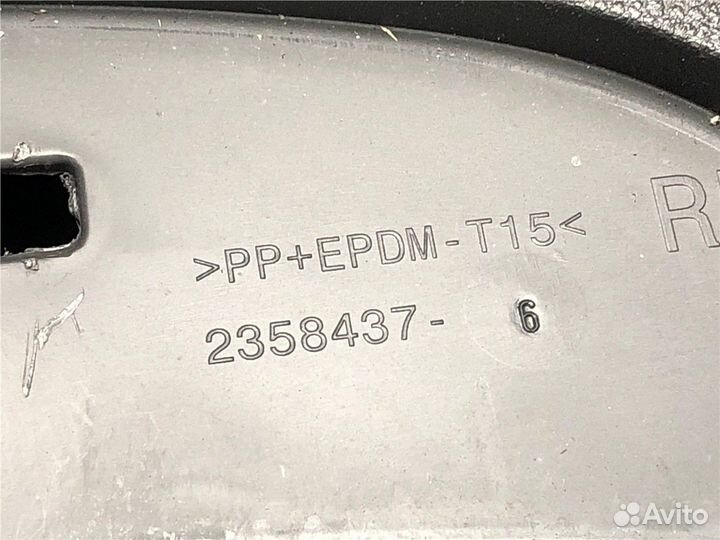 >PP+EPDM-T15<
2358437- 6
Avito